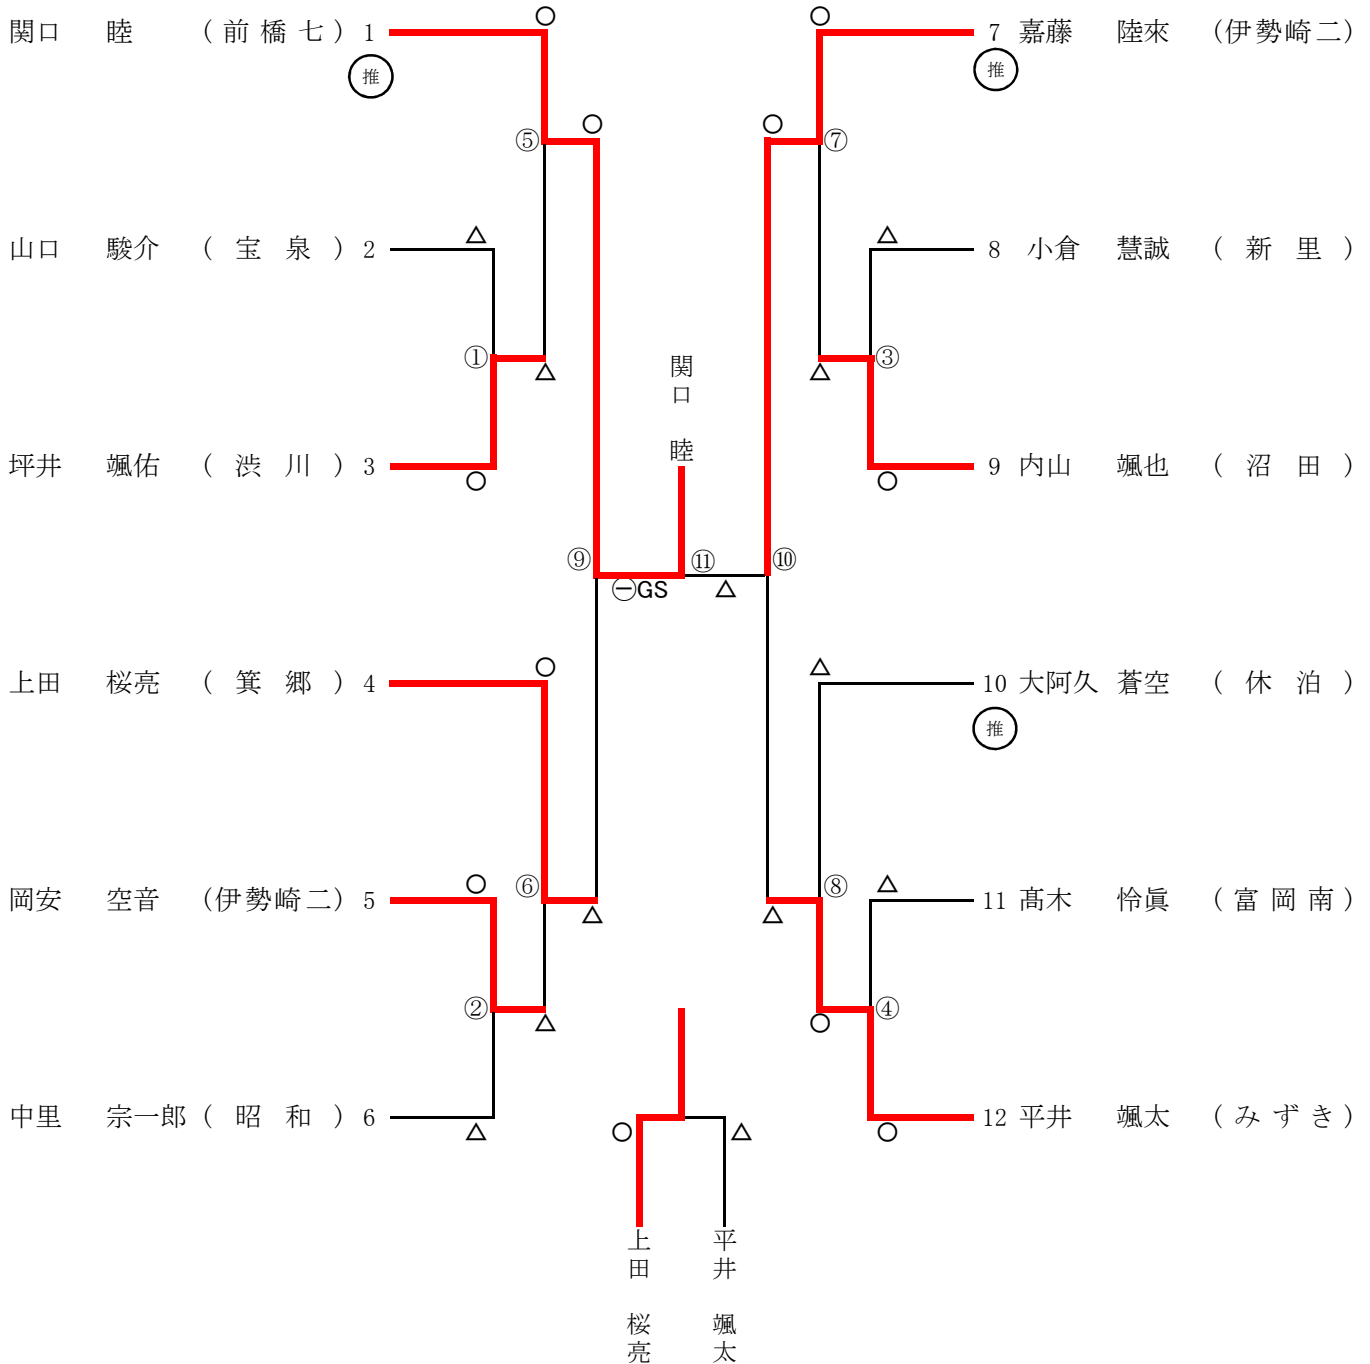 関口 睦 (前橋七) 1
推
山口 駿介 (宝泉) 2
坪井 颯佑 (渋川) 3
上田 桜亮 (箕郷) 4
岡安 空音 (伊勢崎二) 5
中里 宗一郎 (昭和) 6
⑤
①
⑥
②
⑨
関口 睦
⑪
GS
⑩
⑦
③
⑧
④
7 嘉藤 陸來 (伊勢崎二)
推
8 小倉 慧誠 (新里)
9 内山 颯也 (沼田)
10 大阿久 蒼空 (休泊)
推
11 髙木 怜眞 (富岡南)
12 平井 颯太 (みずき)
上田 桜亮
平井 颯太